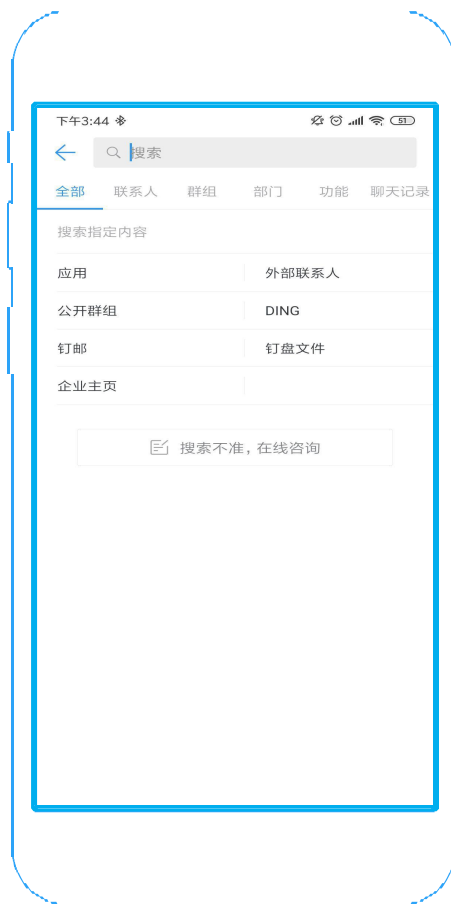 下午3:44 51
搜索
全部 联系人 群组 部门 功能 聊天记录
搜索指定内容
应用 外部联系人
公开群组 DING
钉邮 钉盘文件
企业主页
搜索不准，在线咨询